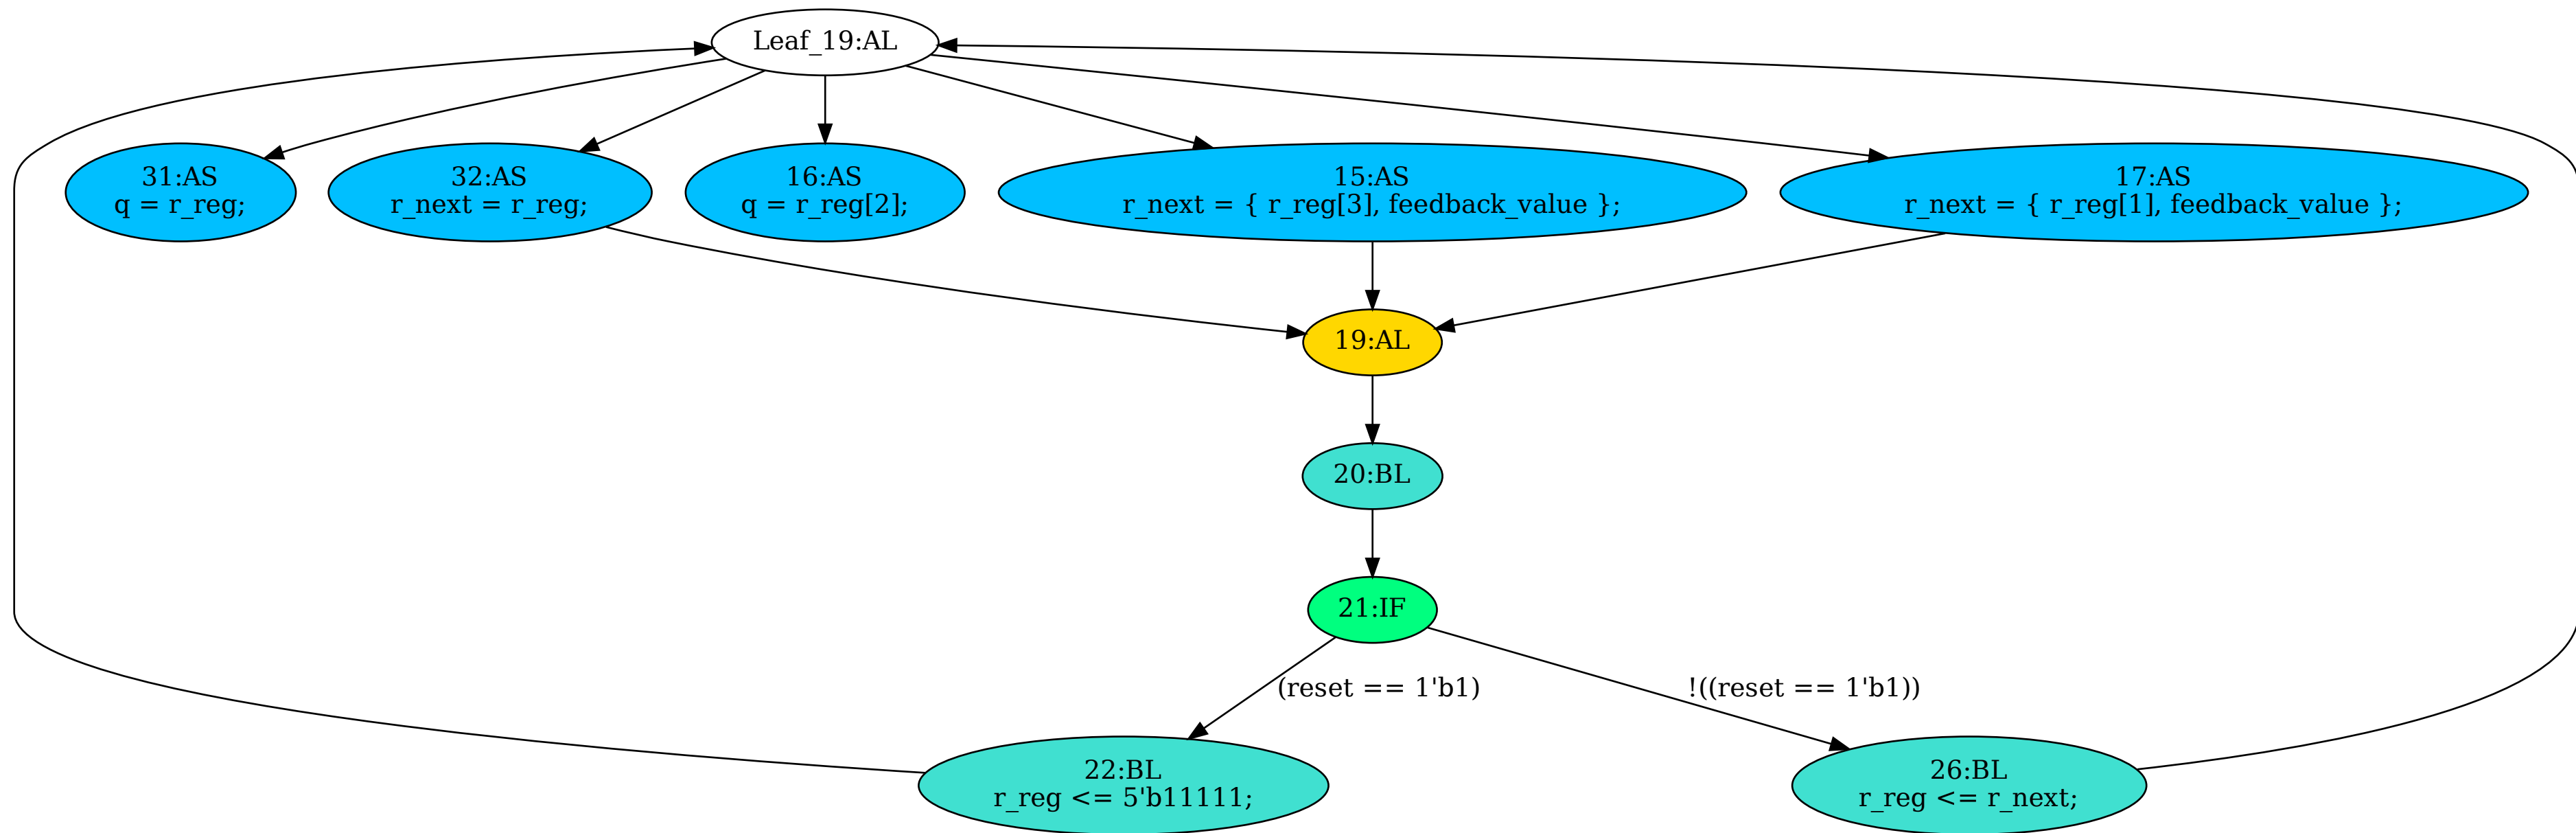 Leaf_19:AL
31:AS
q = r_reg;
32:AS
r_next = r_reg;
16:AS
q = r_reg[2];
15:AS
r_next = { r_reg[3], feedback_value };
17:AS
r_next = { r_reg[1], feedback_value };
19:AL
20:BL
21:IF
(reset == 1'b1)
!((reset == 1'b1))
22:BL
r_reg <= 5'b11111;
26:BL
r_reg <= r_next;